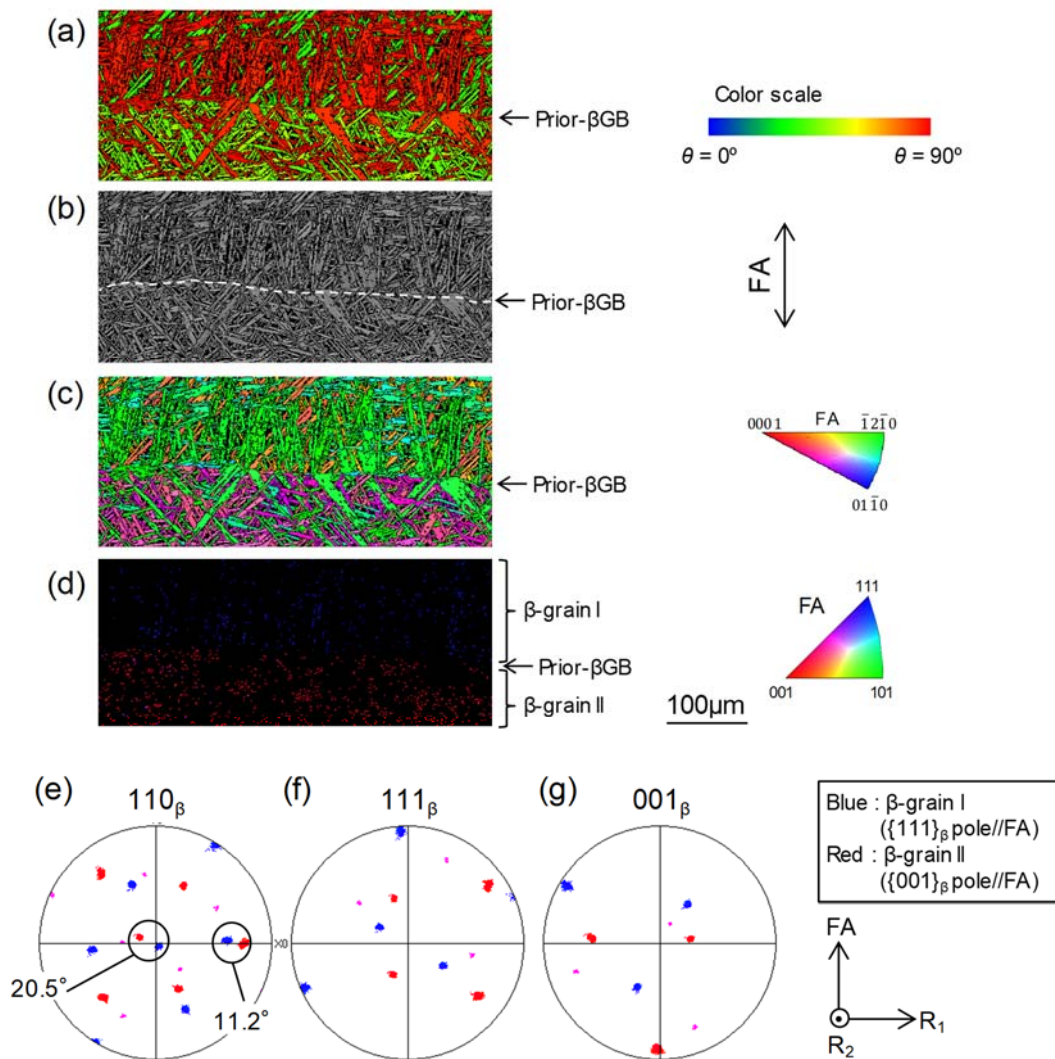 (a)
Prior-βGB
Color scale
θ = 0º
θ = 90º
(b)
Prior-βGB
FA
(c)
Prior-βGB
0001
FA
1̅21̅0
011̅0
(d)
β-grain Ⅰ
Prior-βGB
β-grain Ⅱ
100µm
FA
111
001
101
(e)
110β
(f)
111β
(g)
001β
20.5°
11.2°
X0
Blue : β-grain Ⅰ
({111}β pole//FA)
Red : β-grain Ⅱ
({001}β pole//FA)
FA
R1
R2